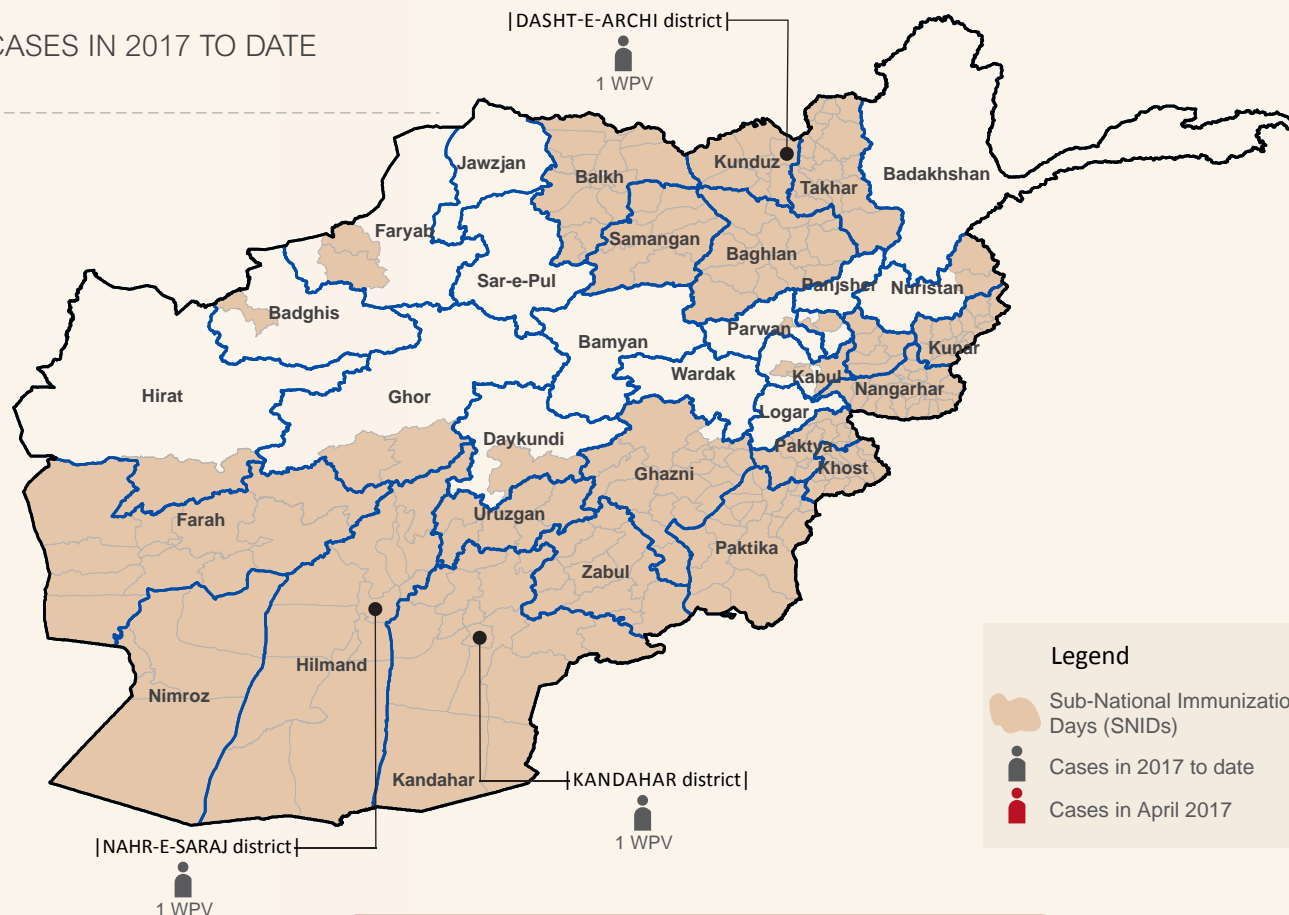 CASES IN 2017 TO DATE
|DASHT-E-ARCHI district|
1 WPV
Jawzjan
Balkh
Kunduz
Takhar
Badakhshan
Faryab
Samangan
Baghlan
Sar-e-Pul
Panjsher
Nuristan
Badghis
Parwan
Bamyan
Kunar
Wardak
Kabul
Nangarhar
Hirat
Ghor
Logar
Daykundi
Paktya
Khost
Ghazni
Farah
Uruzgan
Paktika
Zabul
Hilmand
Nimroz
Kandahar
|KANDAHAR district|
1 WPV
|NAHR-E-SARAJ district|
1 WPV
Legend
Sub-National Immunizatio
Days (SNIDs)
Cases in 2017 to date
Cases in April 2017